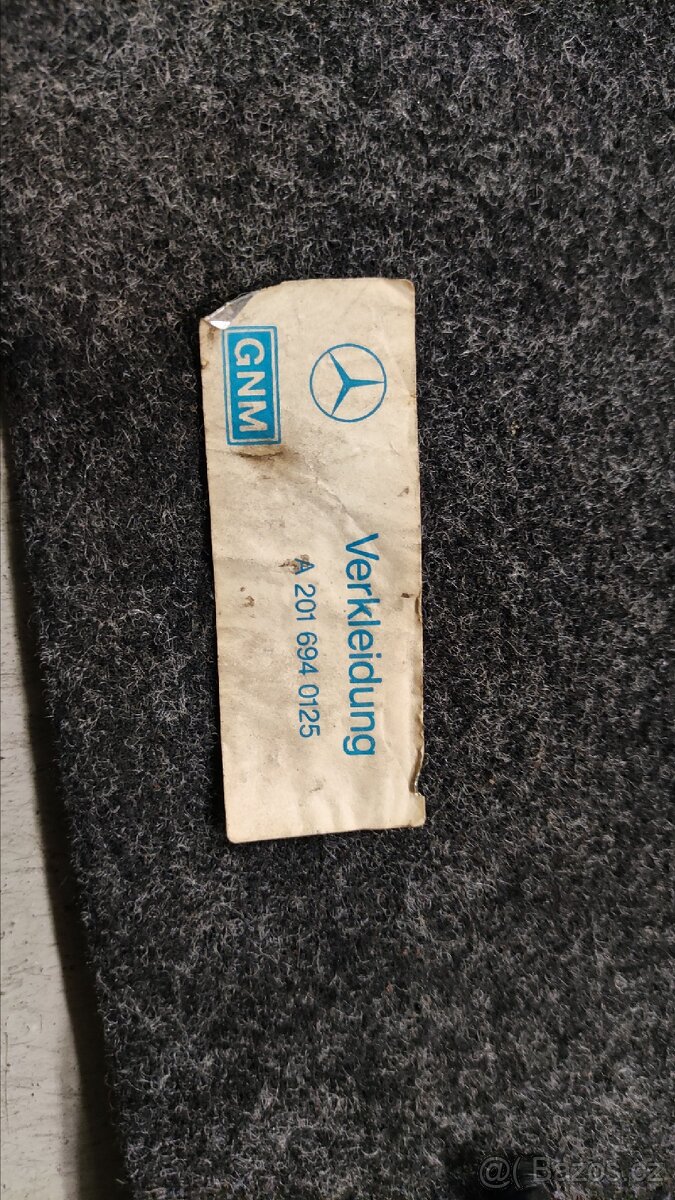 GNM
Verkleidung
A 201 694 0125
@( Bazos.cz